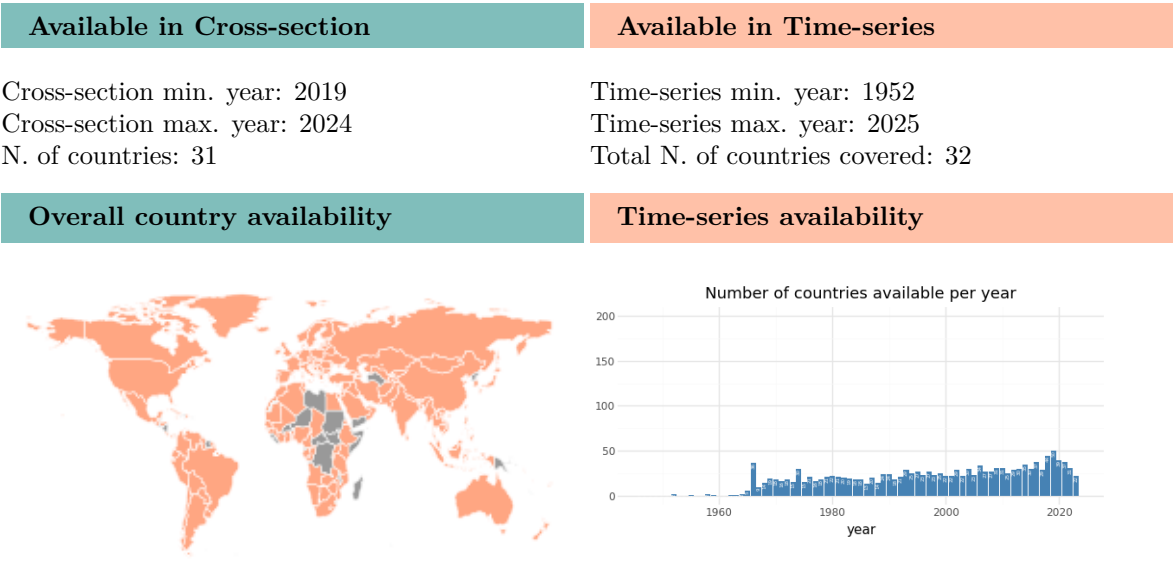 Available in Cross-section
Available in Time-series
Cross-section min. year: 2019
Cross-section max. year: 2024
N. of countries: 31
Time-series min. year: 1952
Time-series max. year: 2025
Total N. of countries covered: 32
Overall country availability
Time-series availability
Number of countries available per year
200
150
100
50
0
1960
1980
2000
2020
year